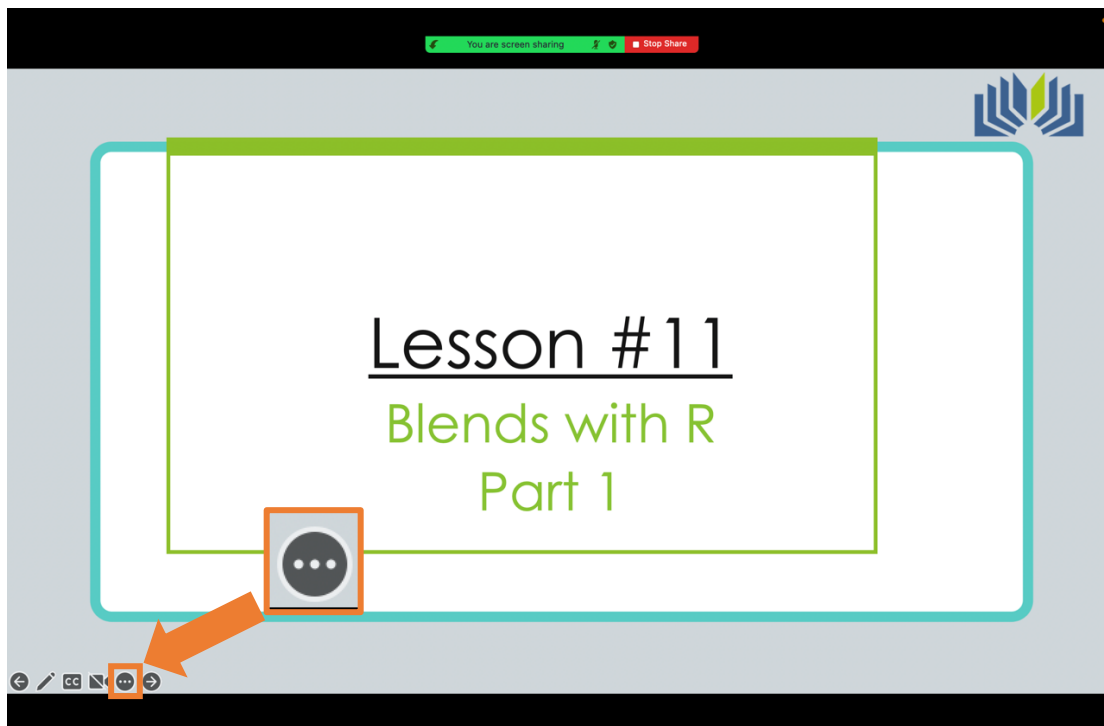 You are screen sharing
Stop Share
Lesson #11
Blends with R
Part 1
CC